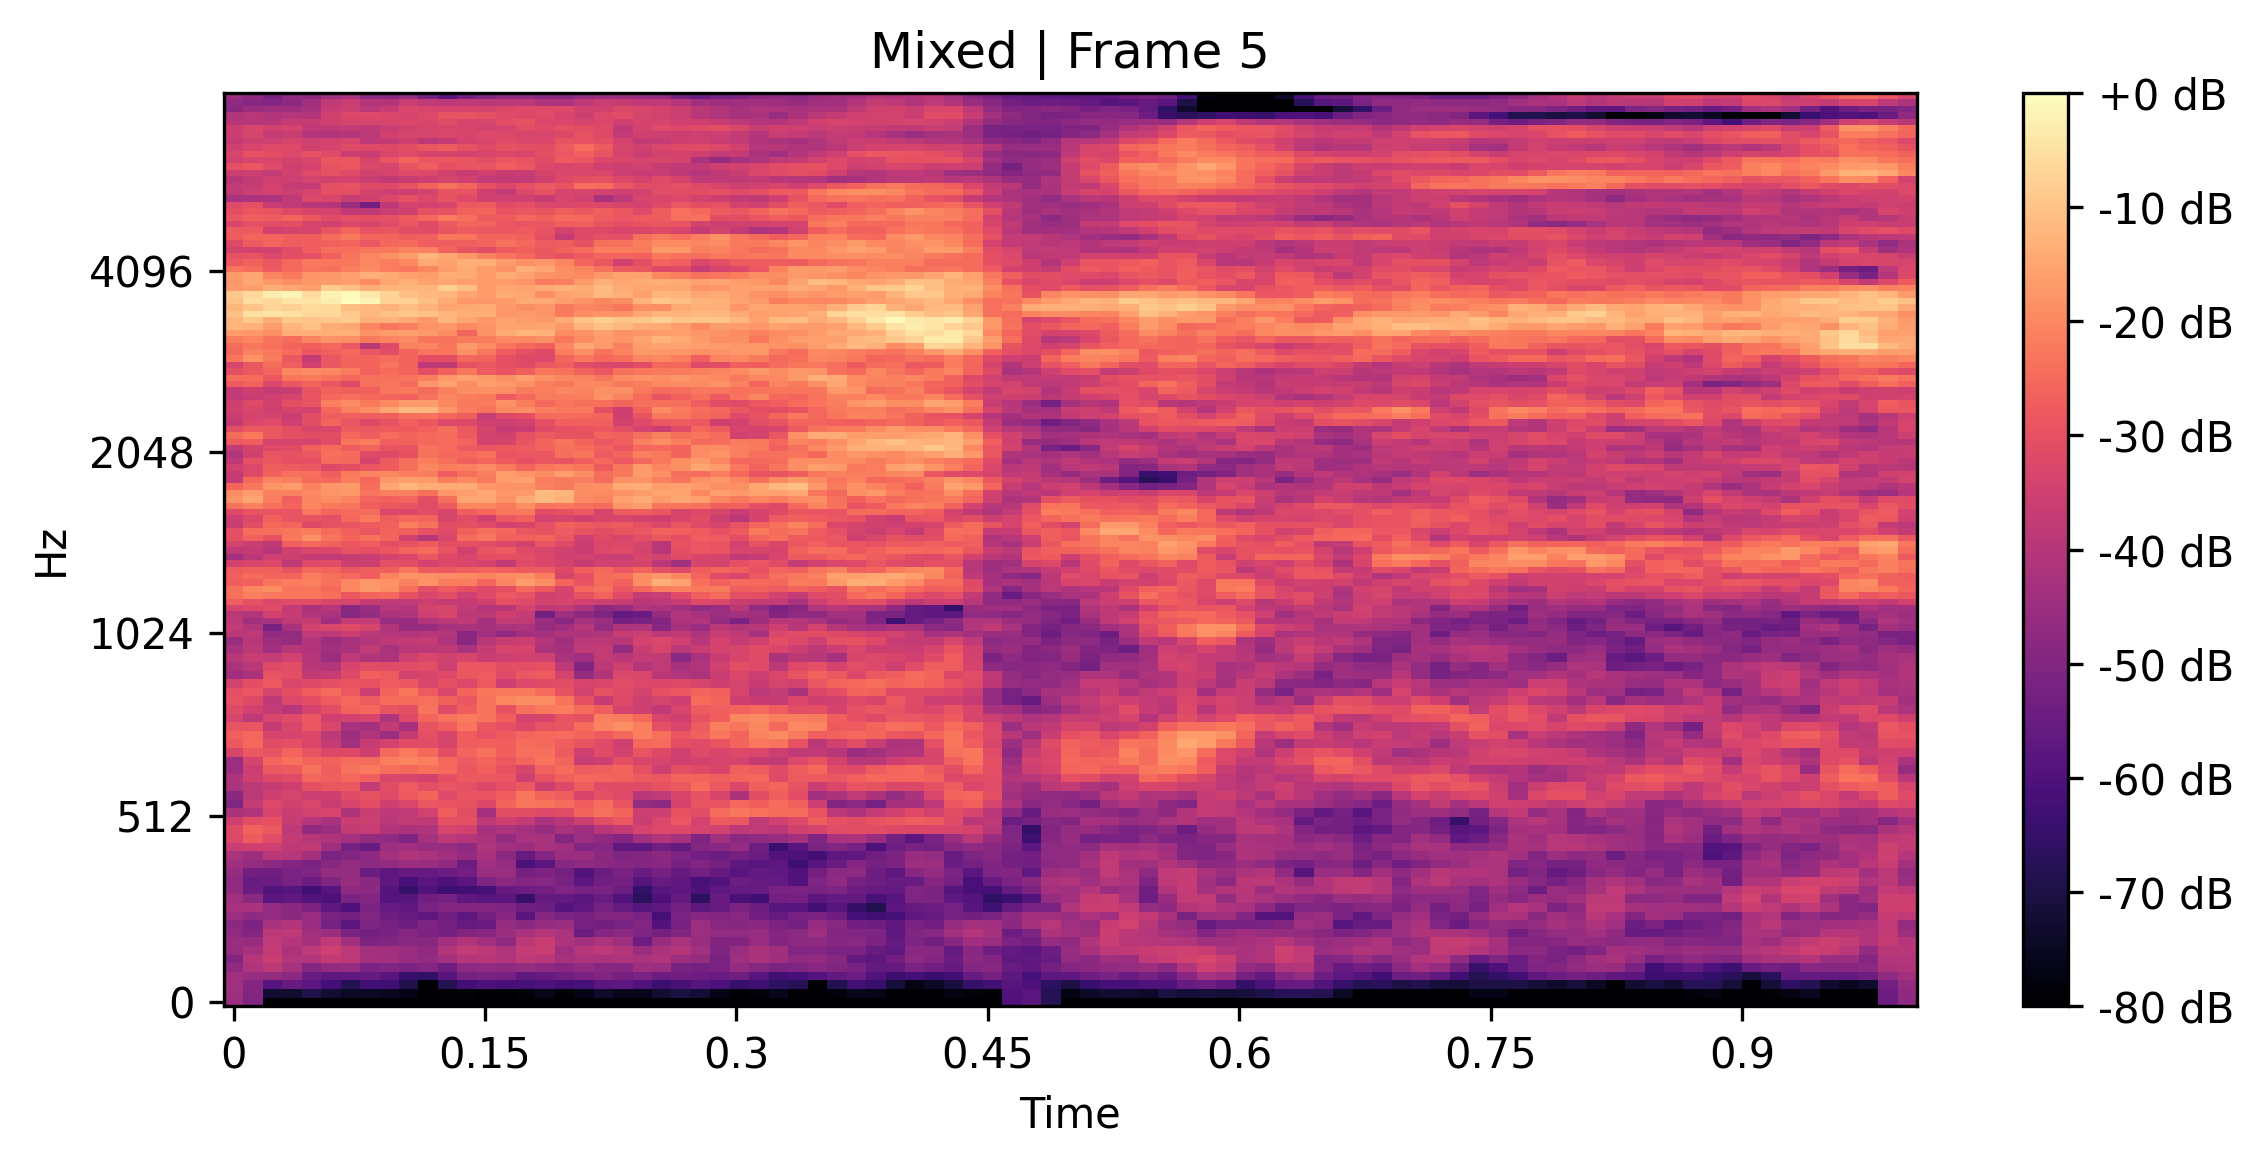 Mixed | Frame 5
+0 dB
-10 dB
-20 dB
-30 dB
-40 dB
-50 dB
-60 dB
-70 dB
-80 dB
Hz
4096
2048
1024
512
0
0 0.15 0.3 0.45 0.6 0.75 0.9
Time